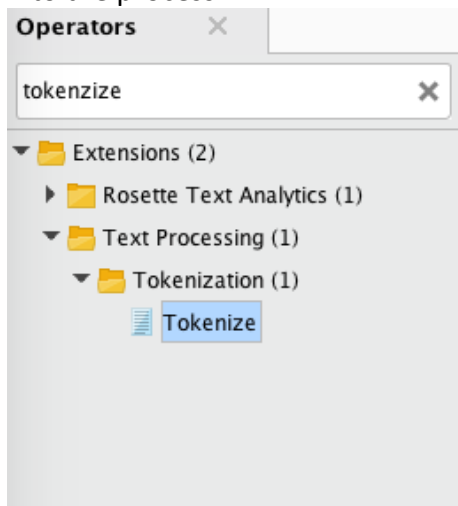 Operators
tokenzize
Extensions (2)
Rosette Text Analytics (1)
Text Processing (1)
Tokenization (1)
Tokenize